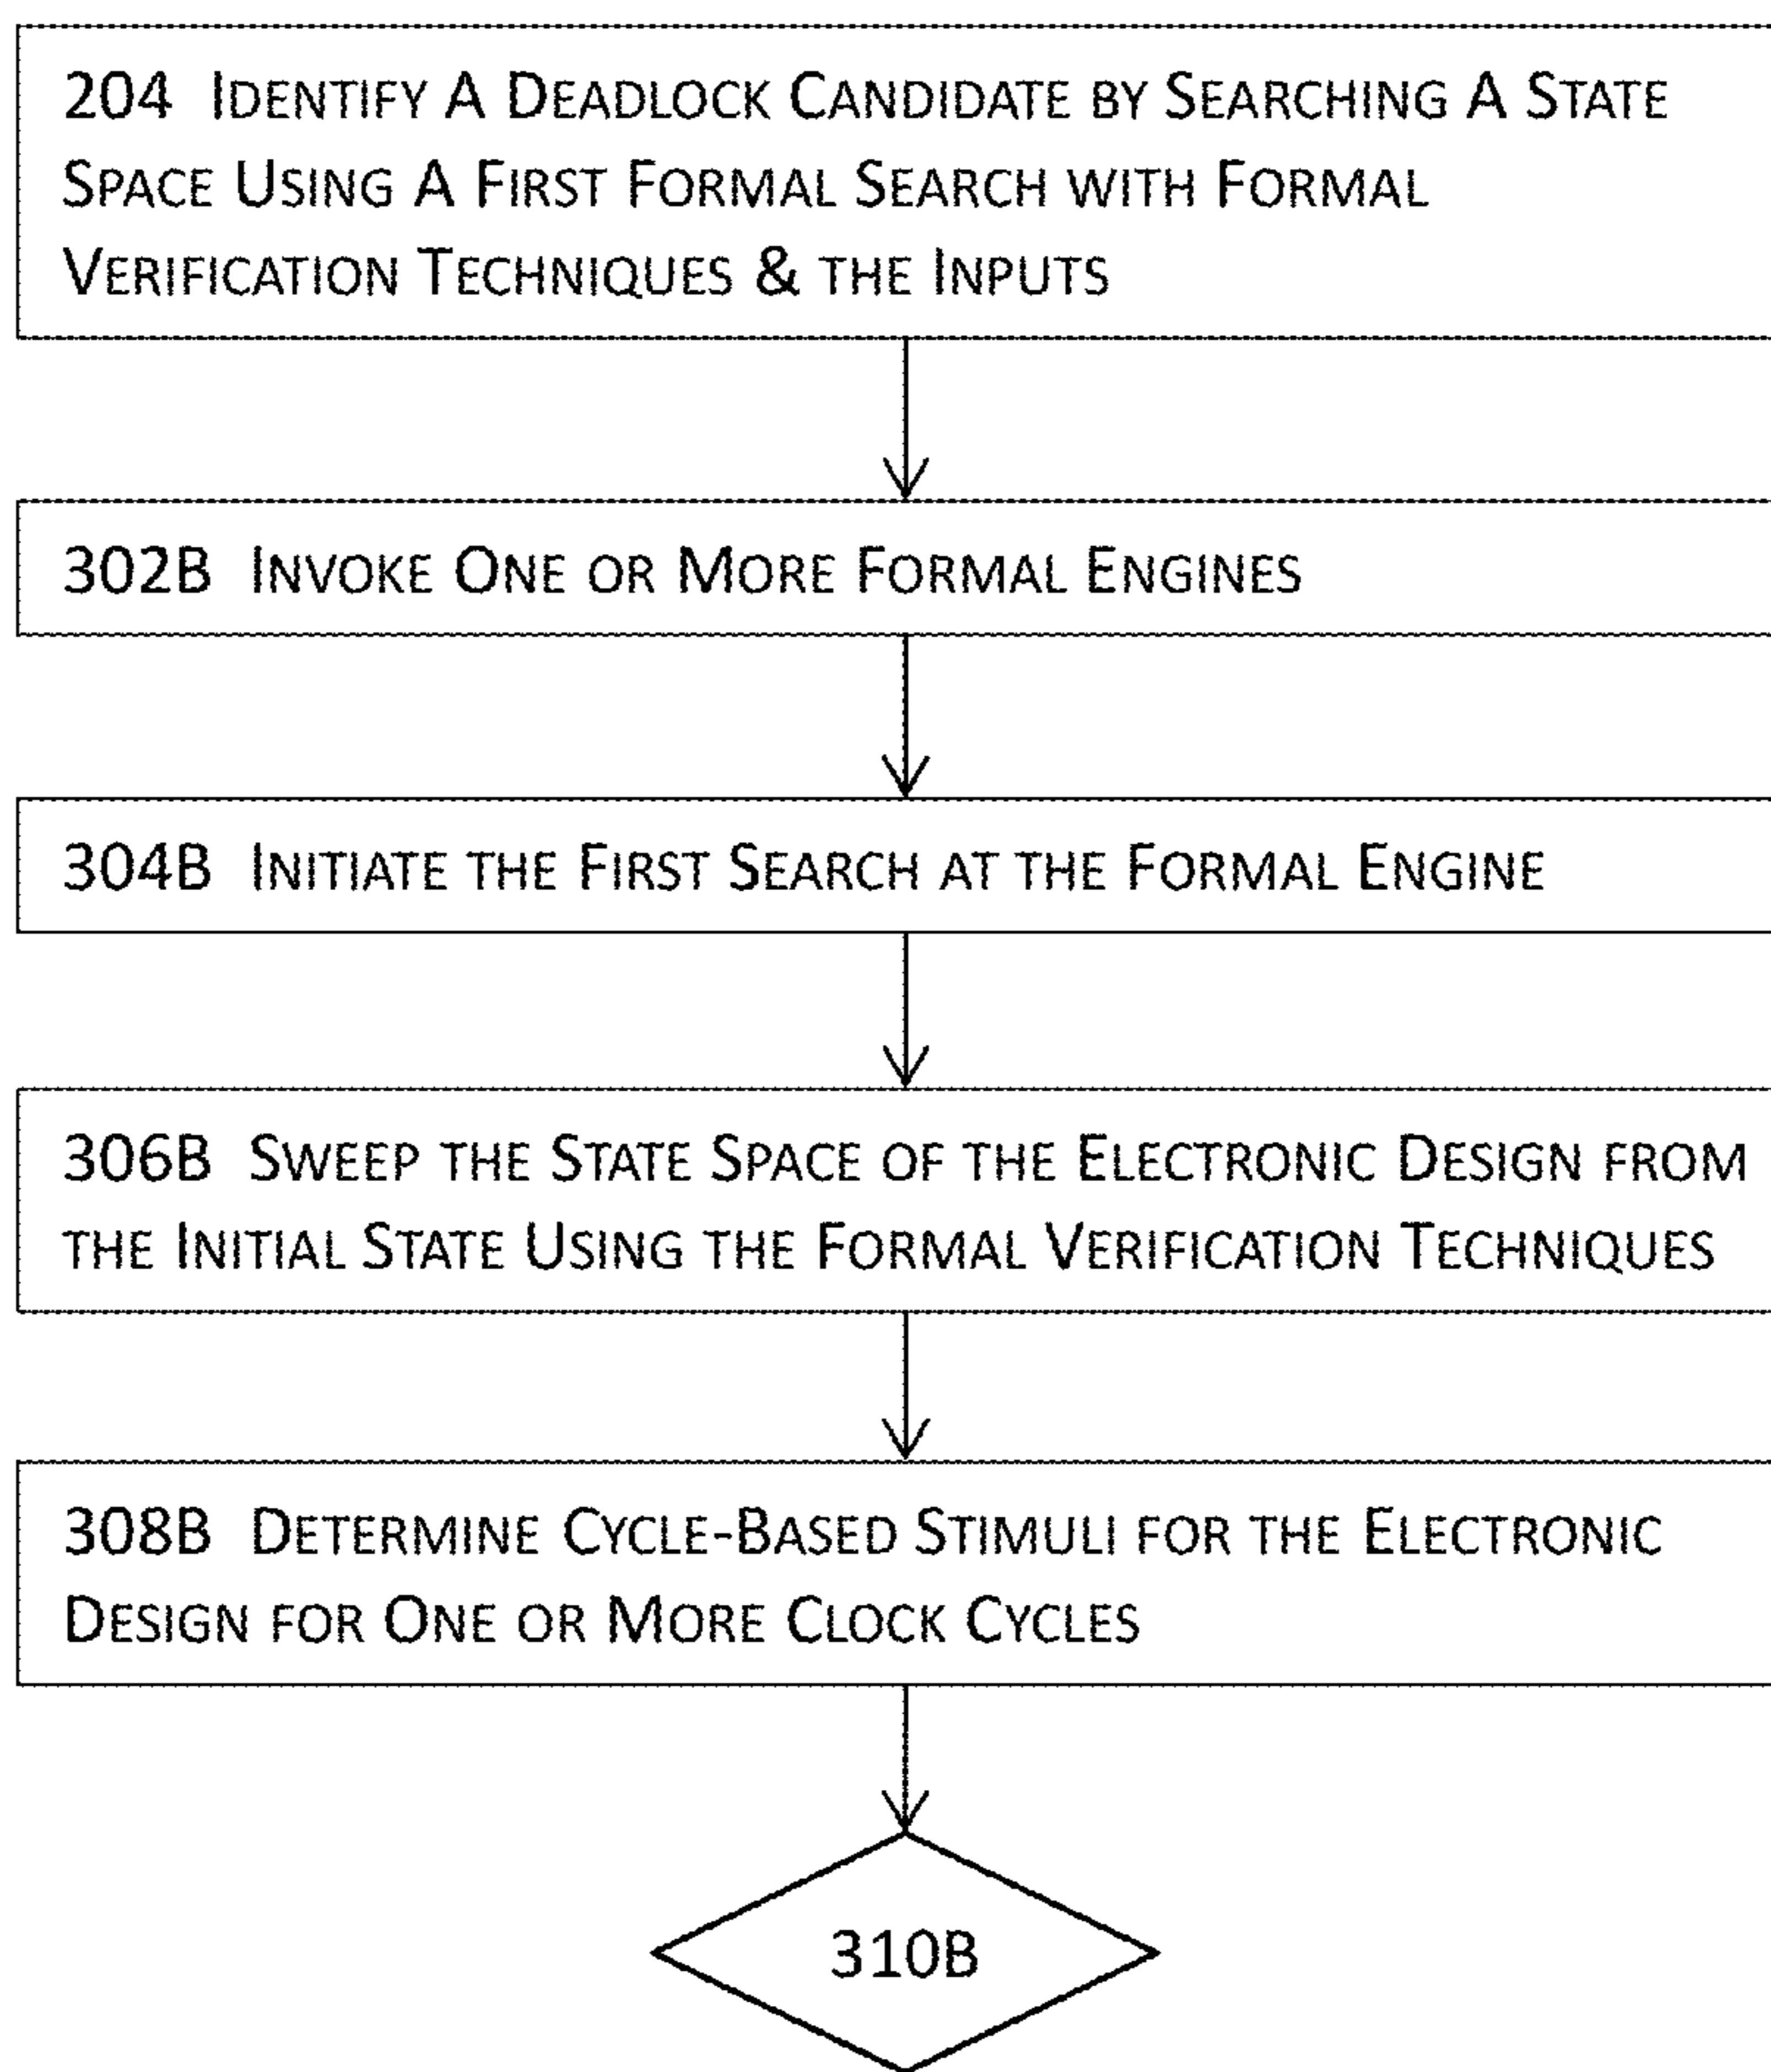 204 IDENTIFY A DEADLOCK CANDIDATE BY SEARCHING A STATE
SPACE USING A FIRST FORMAL SEARCH WITH FORMAL
VERIFICATION TECHNIQUES & THE INPUTS
302B INVOKE ONE OR MORE FORMAL ENGINES
304B INITIATE THE FIRST SEARCH AT THE FORMAL ENGINE
306B SWEEP THE STATE SPACE OF THE ELECTRONIC DESIGN FROM
THE INITIAL STATE USING THE FORMAL VERIFICATION TECHNIQUES
308B DETERMINE CYCLE-BASED STIMULI FOR THE ELECTRONIC
DESIGN FOR ONE OR MORE CLOCK CYCLES
310B